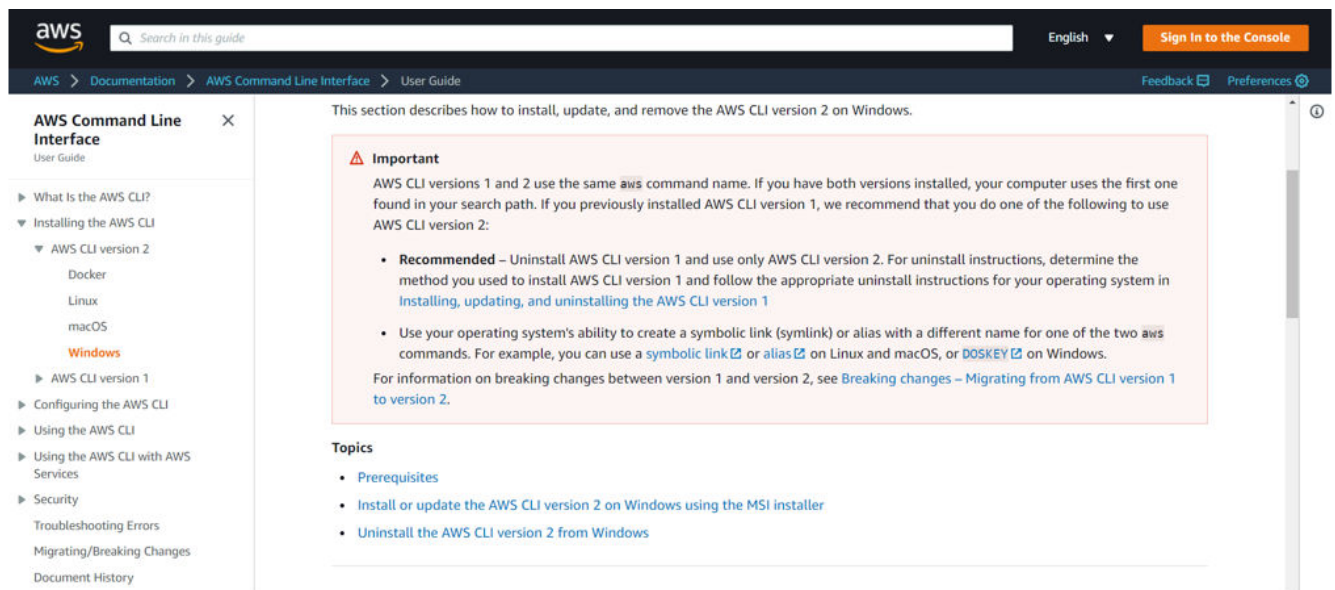 aws
Search in this guide
English
Sign In to the Console
AWS > Documentation > AWS Command Line Interface > User Guide
Feedback
Preferences
AWS Command Line
Interface
User Guide
What Is the AWS CLI?
Installing the AWS CLI
AWS CLI version 2
Docker
Linux
macOS
Windows
AWS CLI version 1
Configuring the AWS CLI
Using the AWS CLI
Using the AWS CLI with AWS
Services
Security
Troubleshooting Errors
Migrating/Breaking Changes
Document History
This section describes how to install, update, and remove the AWS CLI version 2 on Windows.
Important
AWS CLI versions 1 and 2 use the same aws command name. If you have both versions installed, your computer uses the first one
found in your search path. If you previously installed AWS CLI version 1, we recommend that you do one of the following to use
AWS CLI version 2:
• Recommended – Uninstall AWS CLI version 1 and use only AWS CLI version 2. For uninstall instructions, determine the
method you used to install AWS CLI version 1 and follow the appropriate uninstall instructions for your operating system in
Installing, updating, and uninstalling the AWS CLI version 1
• Use your operating system's ability to create a symbolic link (symlink) or alias with a different name for one of the two aws
commands. For example, you can use a symbolic link or alias on Linux and macOS, or DOSKEY on Windows.
For information on breaking changes between version 1 and version 2, see Breaking changes – Migrating from AWS CLI version 1
to version 2.
Topics
• Prerequisites
• Install or update the AWS CLI version 2 on Windows using the MSI installer
• Uninstall the AWS CLI version 2 from Windows